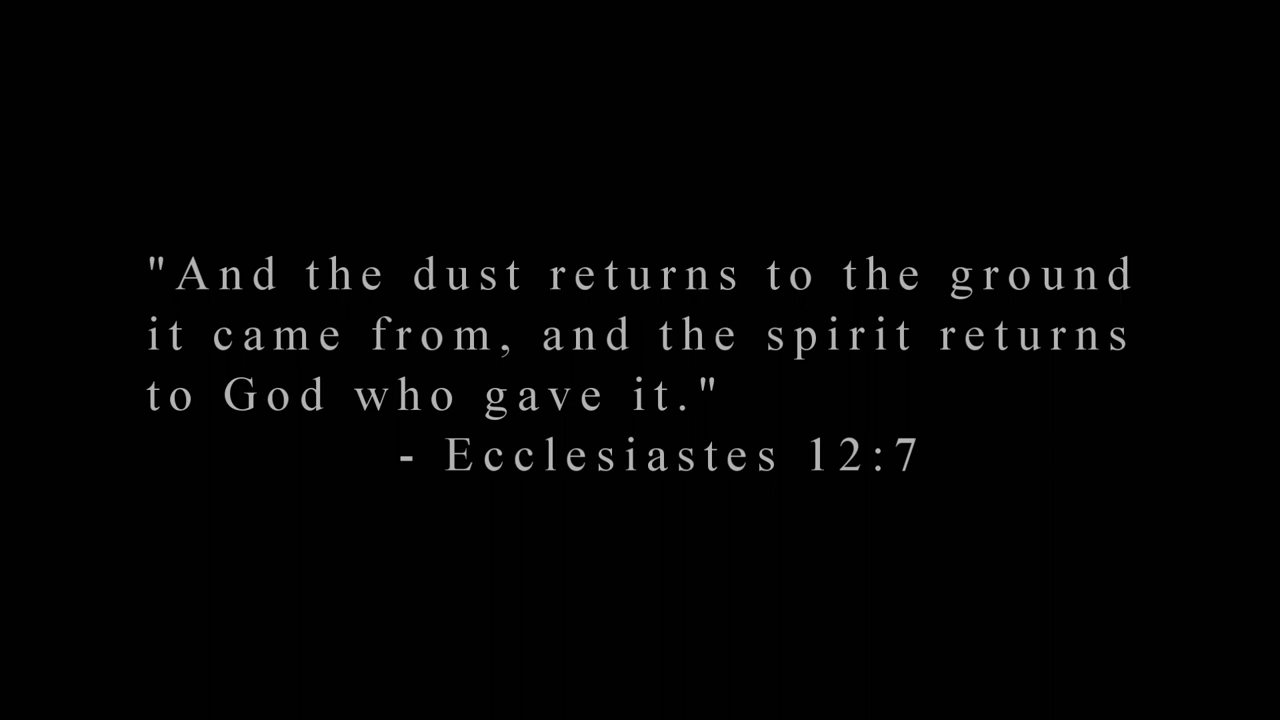 "And the dust returns to the ground
it came from, and the spirit returns
to God who gave it."
- Ecclesiastes 12:7